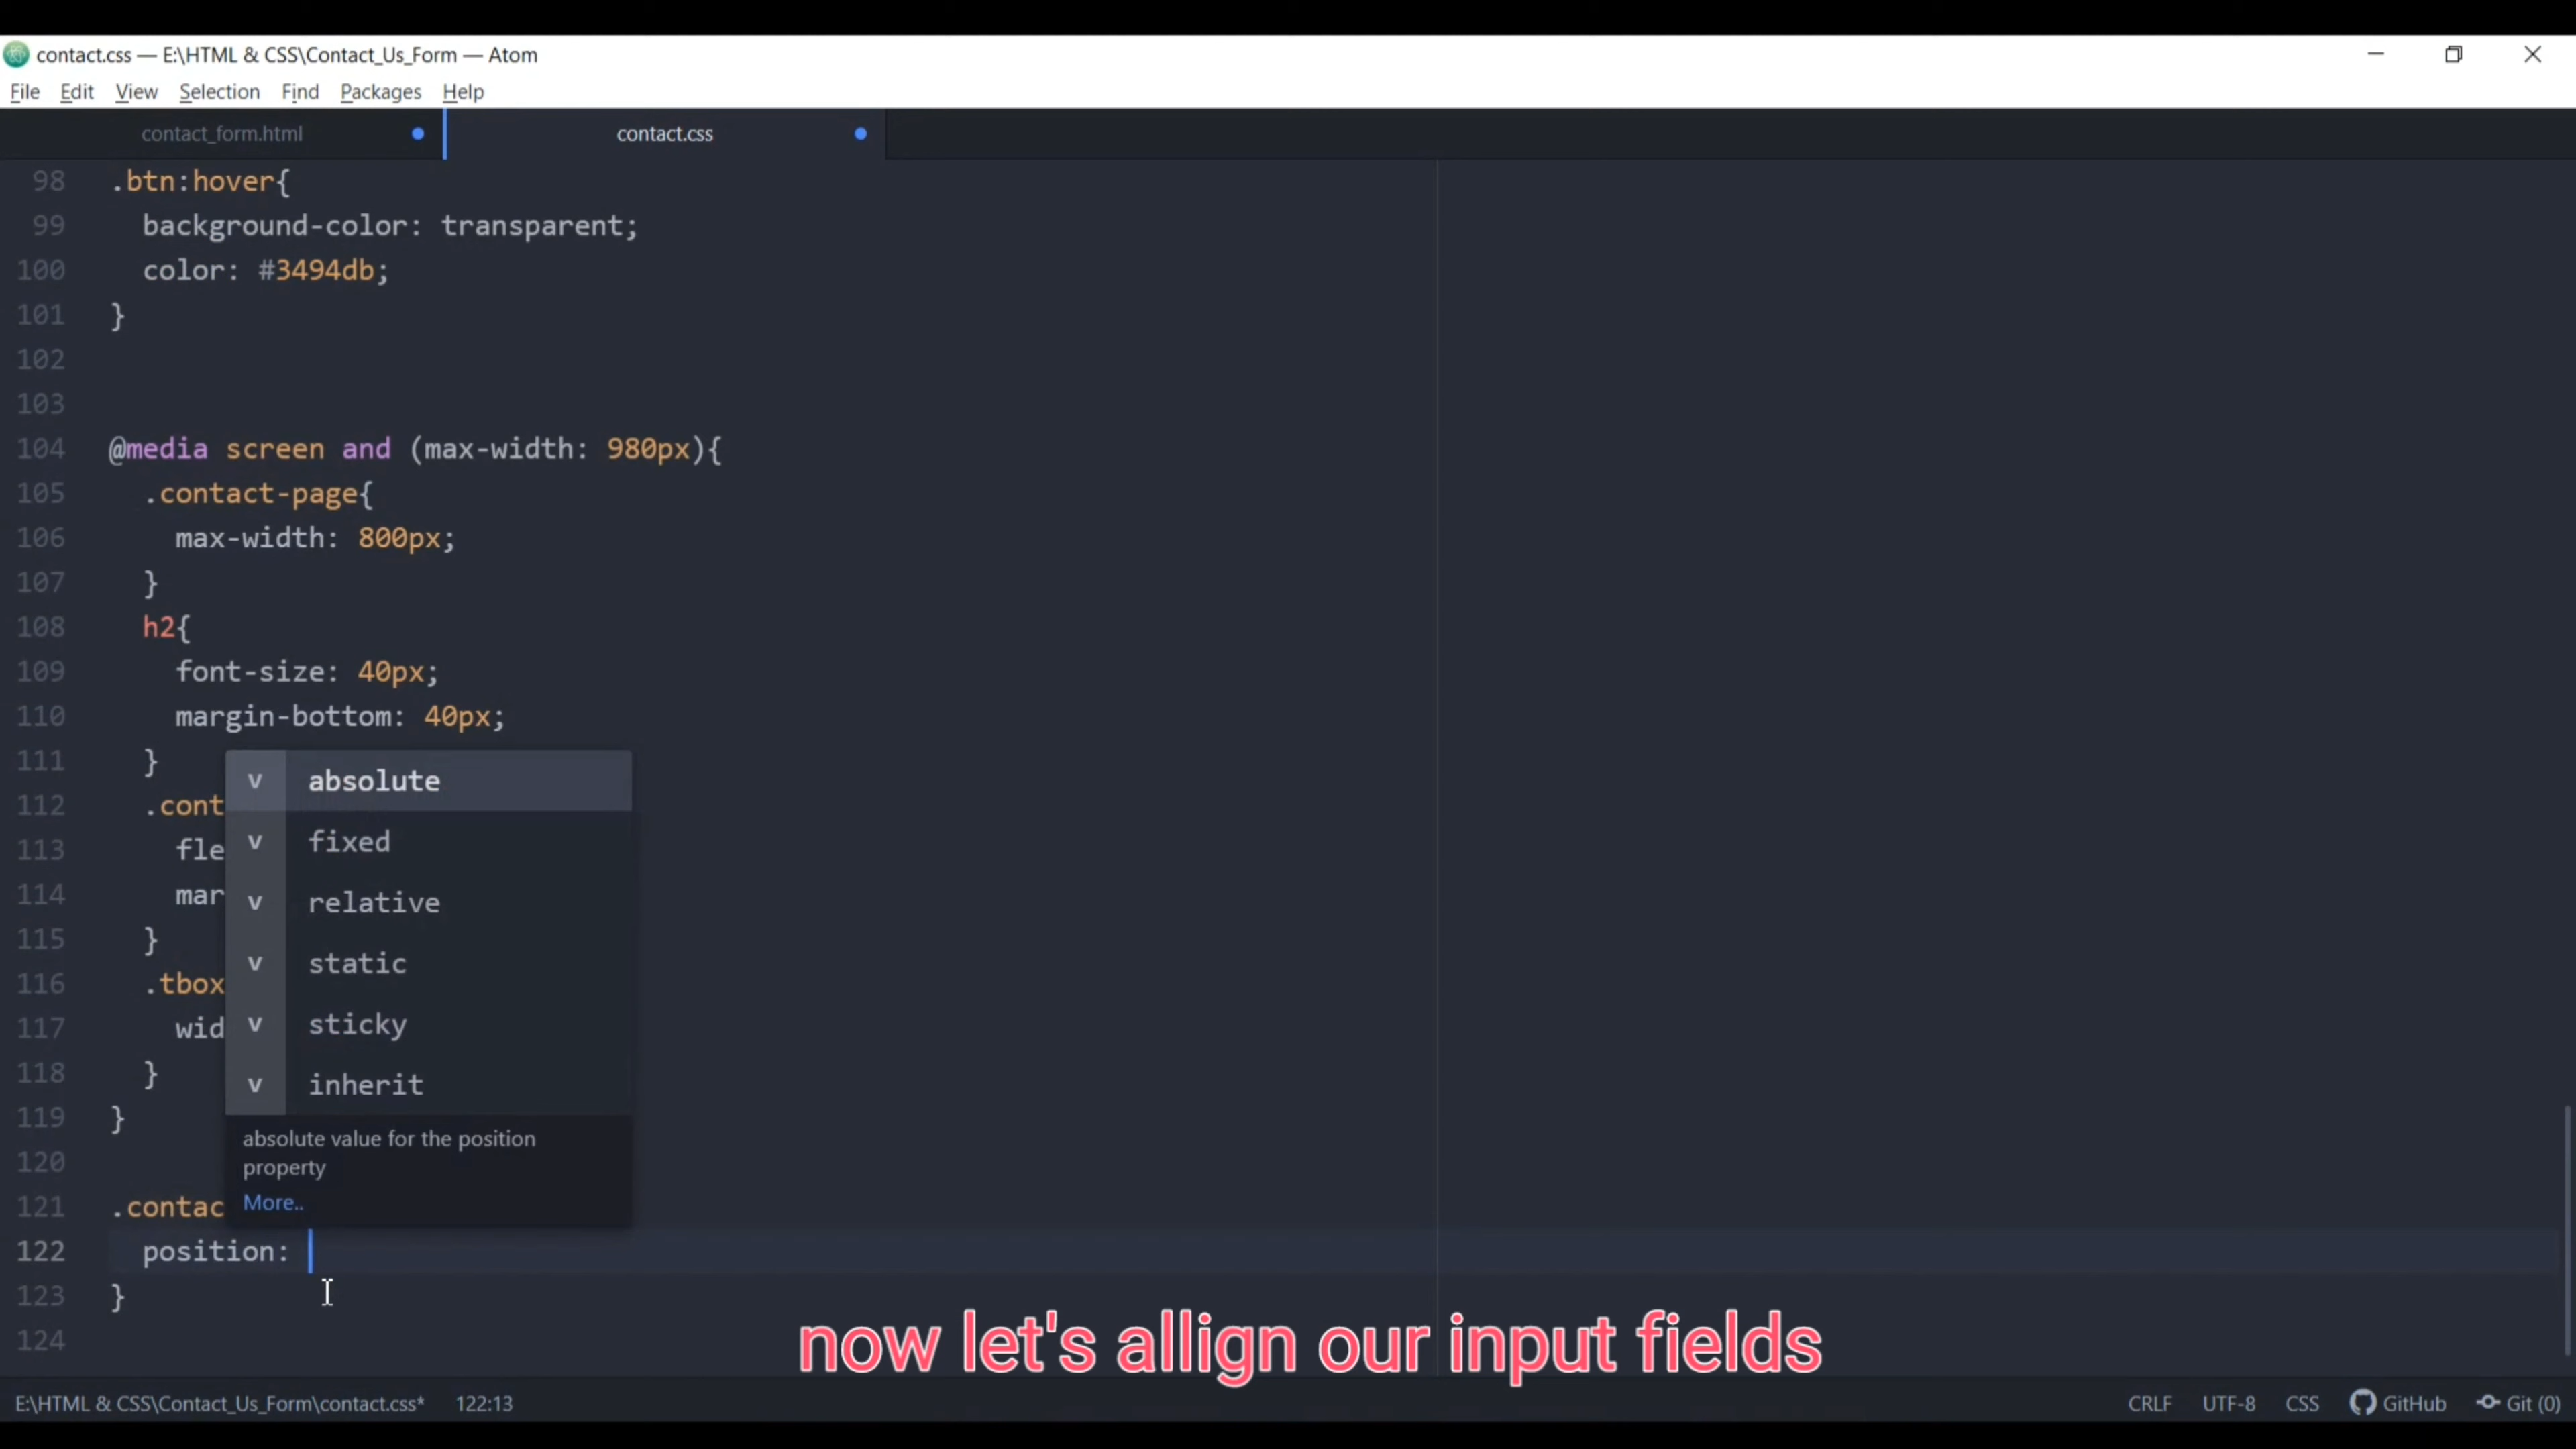 contact.css — E:\HTML & CSS\Contact_Us_Form — Atom
File Edit View Selection Find Packages Help
contact_form.html contact.css
98 .btn:hover{
99 background-color: transparent;
100 color: #3494db;
101 }
102
103
104 @media screen and (max-width: 980px){
105 .contact-page{
106 max-width: 800px;
107 }
108 h2{
109 font-size: 40px;
110 margin-bottom: 40px;
111 }
v absolute
112 .cont
v fixed
113 fle
114 mar
v relative
115 }
v static
116 .tbox
v sticky
117 wid
118 }
v inherit
119 }
absolute value for the position
120
property
121 .contac
More..
122 position:
123 }
124
now let's allign our input fields
E:\HTML & CSS\Contact_Us_Form\contact.css* 122:13 CRLF UTF-8 CSS GitHub Git (0)